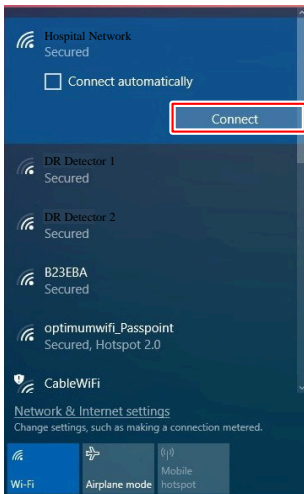 Hospital Network
Secured
Connect automatically
Connect
DR Detector 1
Secured
DR Detector 2
Secured
B23EBA
Secured
optimumwifi_Passpoint
Secured, Hotspot 2.0
CableWiFi
Network & Internet settings
Change settings, such as making a connection metered.
Wi-Fi
Airplane mode
Mobile
hotspot